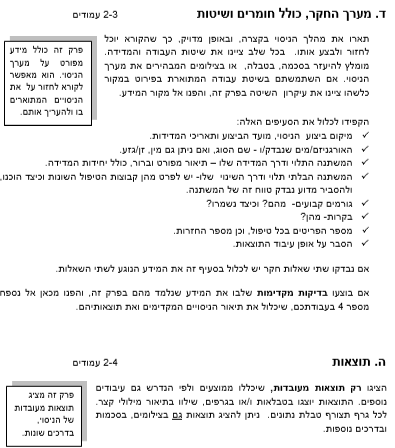 ד. מערך החקר, כולל חומרים ושיטות 2-3 עמודים
תארו את מהלך הניסוי בקצרה, ובאופן מדויק, כך שהקורא יוכל
לחזור ולבצע אותו. בכל שלב ציינו את שיטות העבודה והמדידה.
מומלץ להיעזר בסכמה, בטבלה, או בצילומים המבהירים את מערך
הניסוי. אם השתמשתם בשיטת עבודה המתוארת בפירוט במקור
כלשהו ציינו את עיקרון השיטה בפרק זה, והפנו אל מקור המידע.
פרק זה כולל מידע
מפורט על מערך
הניסוי. הוא מאפשר
לקורא לחזור על את
הניסויים המתוארים
בו ולהעריך אותם.
הקפידו לכלול את הסעיפים האלה:
✓ מיקום ביצוע הניסוי, מועד הביצוע ותאריכי המדידות.
✓ האורגניזם/מים שנבדק/ו - שם הסוג, ואם ניתן גם מין, זן/גזע.
✓ המשתנה התלוי ודרך המדידה שלו – תיאור מפורט וברור, כולל יחידות המדידה.
✓ המשתנה הבלתי תלוי ודרך השינוי שלו- יש לפרט מהן קבוצות הטיפול השונות וכיצד הוכנו,
ולהסביר מדוע נבדק טווח זה של המשתנה.
✓ גורמים קבועים- מהם? וכיצד נשמרו?
✓ בקרות- מהן?
✓ מספר הפריטים בכל טיפול, וכן מספר החזרות.
✓ הסבר על אופן עיבוד התוצאות.
אם נבדקו שתי שאלות חקר יש לכלול בסעיף זה את המידע הנוגע לשתי השאלות.
אם בוצעו בדיקות מקדימות שלבו את המידע שנלמד מהם בפרק זה, והפנו מכאן אל נספח
מספר 4 בעבודתכם, שיכלול את תיאור הניסויים המקדימים ואת תוצאותיהם.
ה. תוצאות 2-4 עמודים
הציגו רק תוצאות מעובדות, שיכללו ממוצעים ולפי הנדרש גם עיבודים
נוספים. התוצאות יוצגו בטבלאות ו/או בגרפים, שילוו בתיאור מילולי קצר.
לכל גרף תצורף טבלת נתונים. ניתן להציג תוצאות גם בצילומים, בסכמות
ובדרכים נוספות.
פרק זה מציג
תוצאות מעובדות
של הניסוי,
בדרכים שונות.